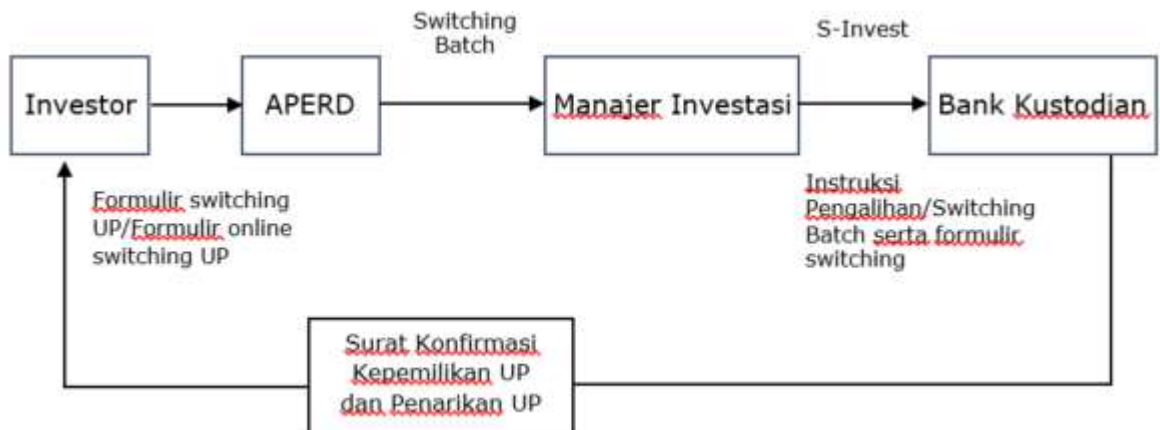 Switching
Batch
S-Invest
Investor
APERD
Manajer Investasi
Bank Kustodian
Formulir switching
UP/Formulir online
switching UP
Instruksi
Pengalihan/Switching
Batch serta formulir
switching
Surat Konfirmasi
Kepemilikan UP
dan Penarikan UP